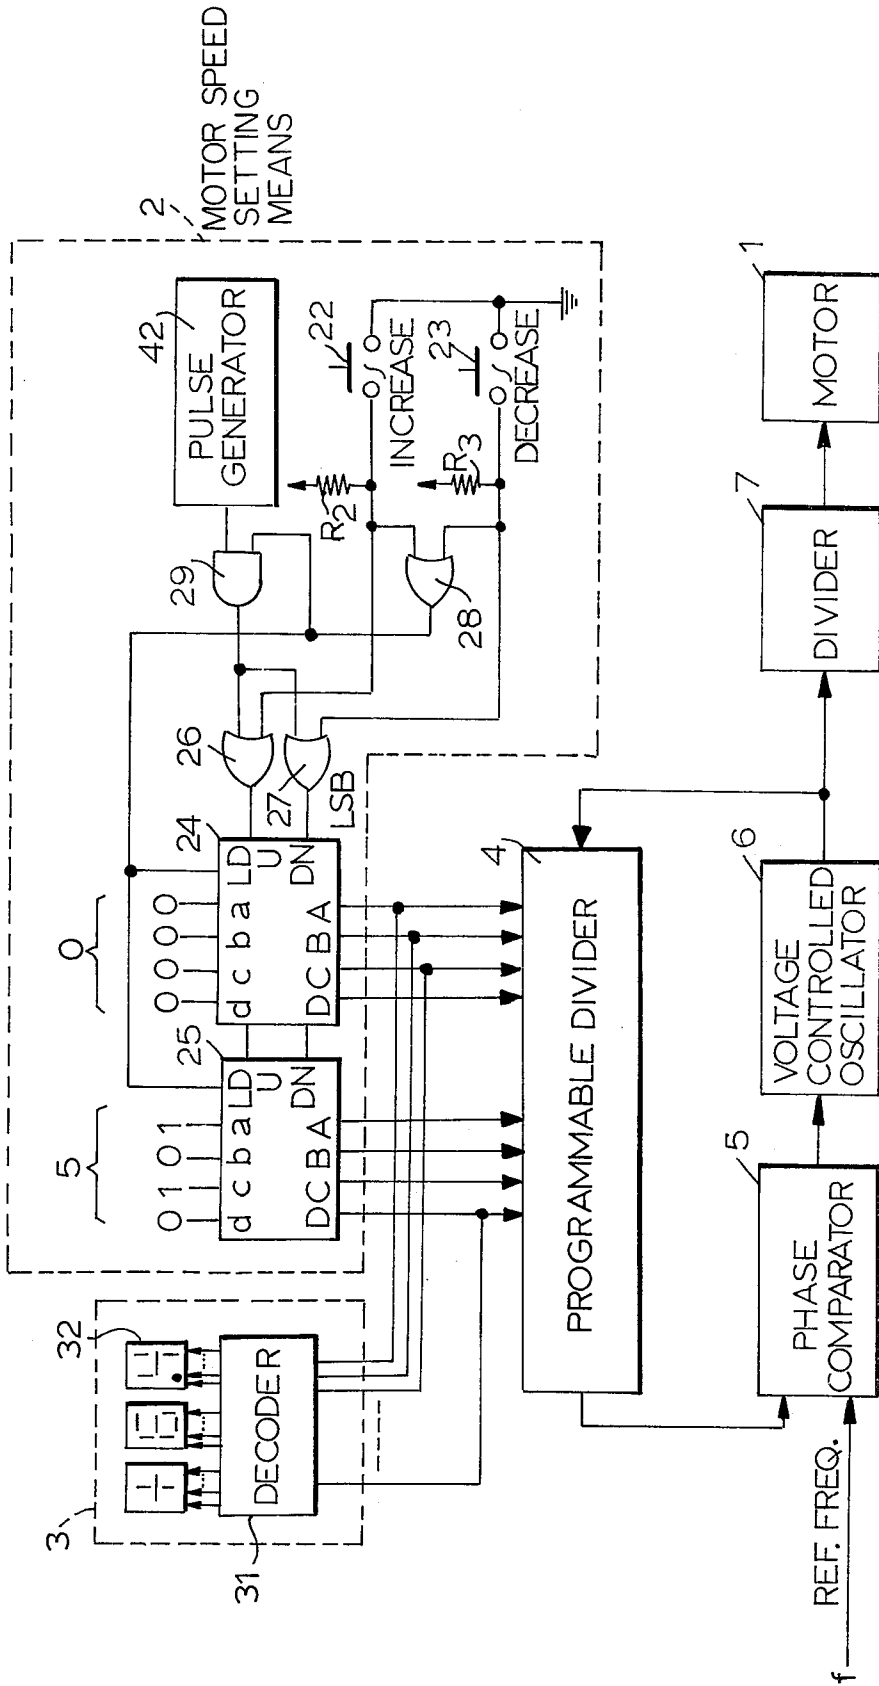 2
MOTOR SPEED
SETTING
MEANS
42
PULSE
GENERATOR
29
22
INCREASE
23
DECREASE
R2
R3
28
26
27
LSB
0
0 0 0 0
24
d c b a LD
U
DN
D C B A
5
0 1 0 1
25
d c b a LD
U
DN
D C B A
3
32
31
DECODER
4
PROGRAMMABLE DIVIDER
f
REF. FREQ.
5
PHASE
COMPARATOR
6
VOLTAGE
CONTROLLED
OSCILLATOR
7
DIVIDER
1
MOTOR